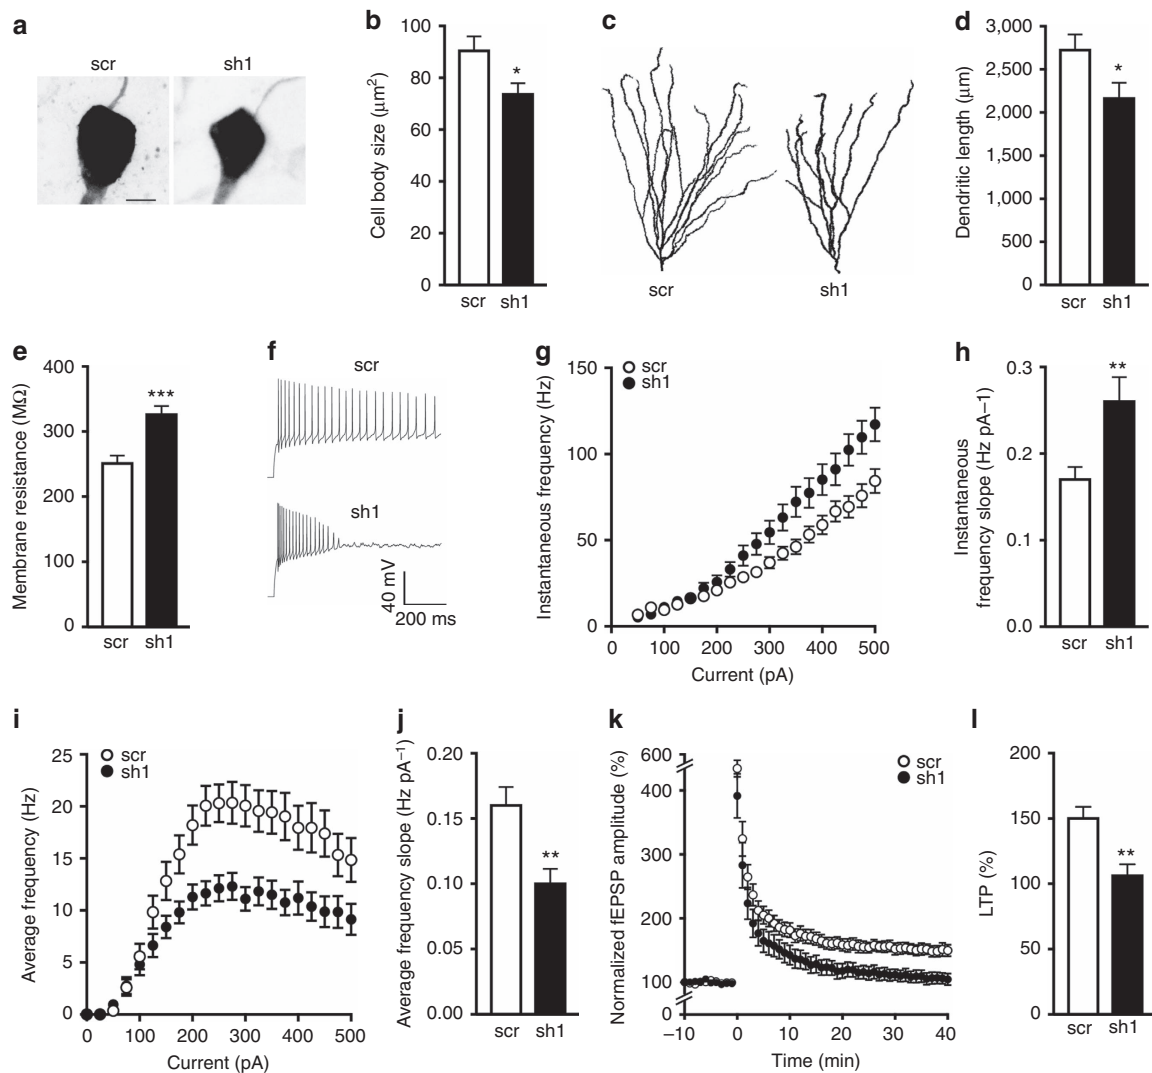 a
scr
sh1
b
Cell body size (μm²)
100
80
60
40
20
0
*
scr
sh1
c
scr
sh1
d
Dendritic length (μm)
3,000
2,500
2,000
1,500
1,000
500
0
*
scr
sh1
e
Membrane resistance (MΩ)
400
300
200
100
0
***
scr
sh1
f
scr
sh1
40 mV
200 ms
g
Instantaneous frequency (Hz)
scr
sh1
150
100
50
0
0
100
200
300
400
500
Current (pA)
h
Instantaneous
frequency slope (Hz pA−1)
0.3
0.2
0.1
0.0
**
scr
sh1
i
Average frequency (Hz)
scr
sh1
25
20
15
10
5
0
0
100
200
300
400
500
Current (pA)
j
Average frequency slope (Hz pA⁻¹)
0.20
0.15
0.10
0.05
0.00
**
scr
sh1
k
Normalized fEPSP amplitude (%)
scr
sh1
600
400
300
200
100
0
−10
0
10
20
30
40
Time (min)
l
LTP (%)
200
150
100
50
0
**
scr
sh1